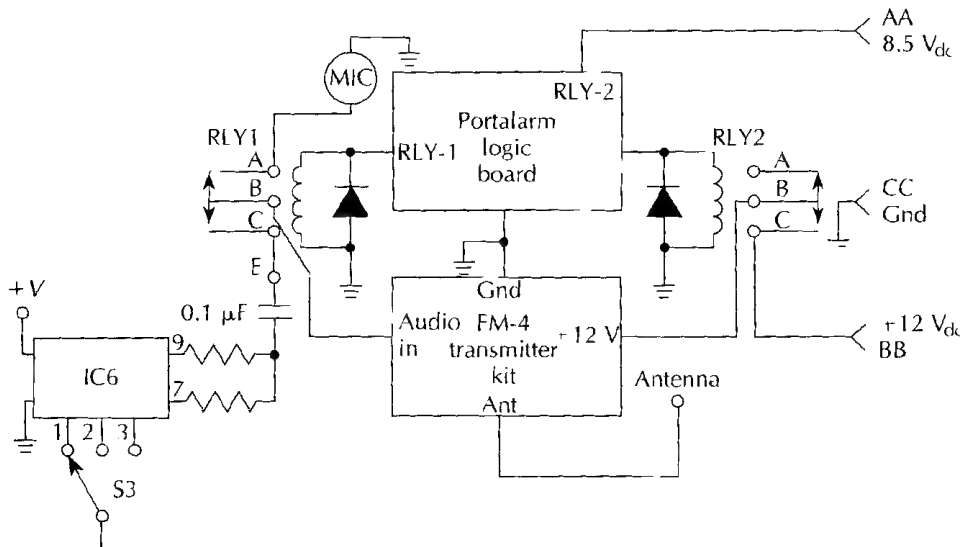 AA
8.5 Vdc
MIC
RLY-2
RLY1
Portalarm
logic
board
RLY2
A
RLY-1
A
B
B
CC
Gnd
C
C
E
+V
0.1 μF
Gnd
Audio
in
FM-4
transmitter
kit
+12 V
+12 Vdc
BB
9
IC6
7
Ant
Antenna
1
2
3
S3